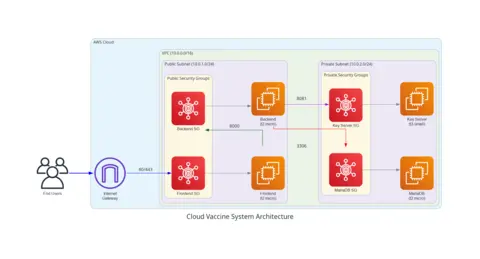 AWS Cloud
VPC (10.0.0.0/16)
Public Subnet (10.0.1.0/24)
Private Subnet (10.0.2.0/24)
Public Security Groups
Private Security Groups
Backend SG
Backend
(t2.micro)
8081
Key Server SG
Key Server
(t2.small)
8000
3306
80/443
Internet
Gateway
Frontend SG
Frontend
(t2.micro)
MariaDB SG
MariaDB
(t2.micro)
Cloud Vaccine System Architecture